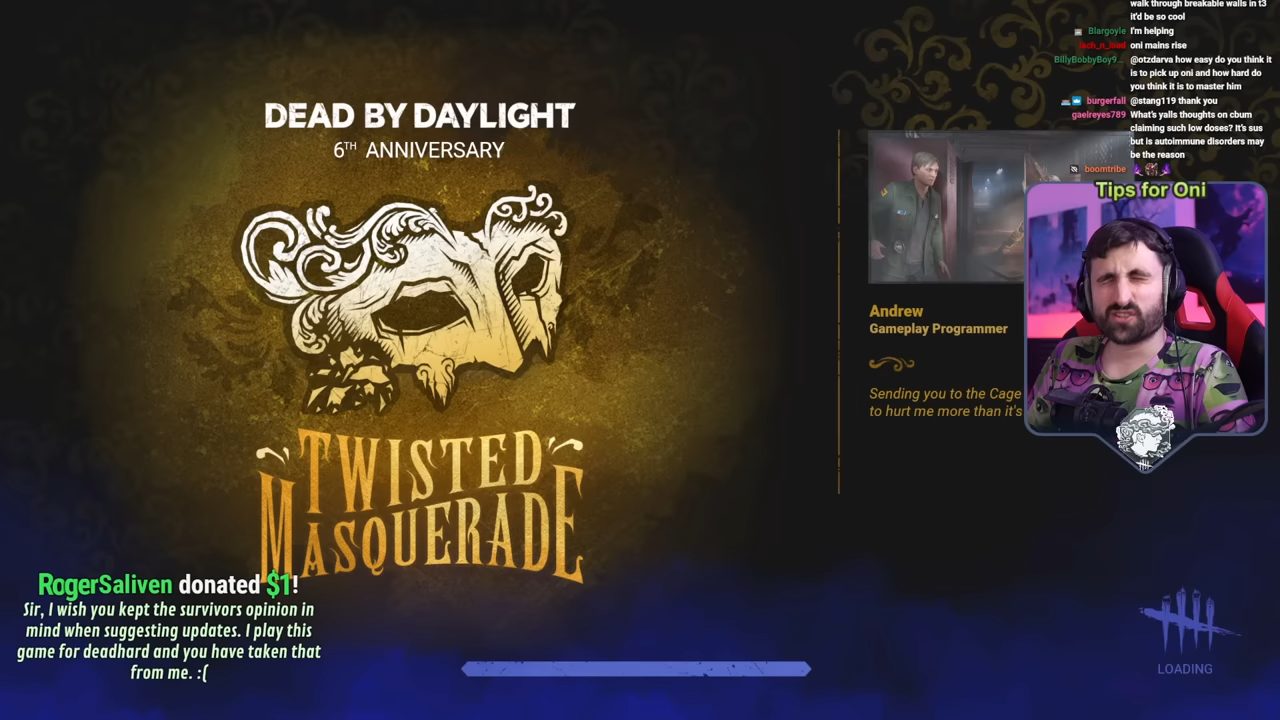 walk through breakable walls in t3
it'd be so cool
Blargoyle I'm helping
oni mains rise
BillyBobbyBoy9... @otzdarva how easy do you think it
is to pick up oni and how hard do
you think it is to master him
burgerfall @stang119 thank you
gaelreyes789 What's yalls thoughts on cbum
claiming such low doses? It's sus
but is autoimmune disorders may
be the reason
boomtribe
Tips for Oni
DEAD BY DAYLIGHT
6TH ANNIVERSARY
TWISTED
MASQUERADE
Andrew
Gameplay Programmer
Sending you to the Cage
to hurt me more than it's
RogerSaliven donated $1!
Sir, I wish you kept the survivors opinion in
mind when suggesting updates. I play this
game for deadhard and you have taken that
from me. :(
LOADING